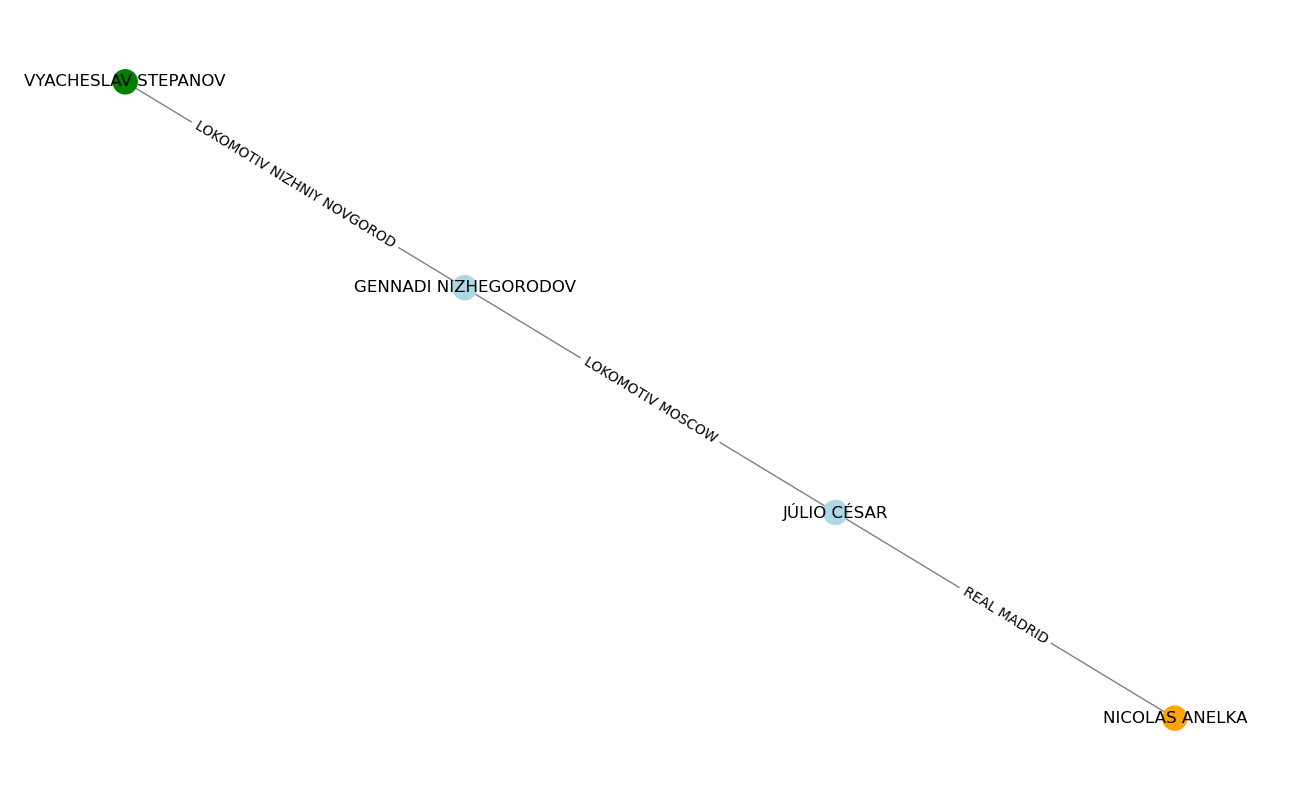 VYACHESLAV STEPANOV
LOKOMOTIV NIZHNIY NOVGOROD
GENNADI NIZHEGORODOV
LOKOMOTIV MOSCOW
JÚLIO CÉSAR
REAL MADRID
NICOLAS ANELKA